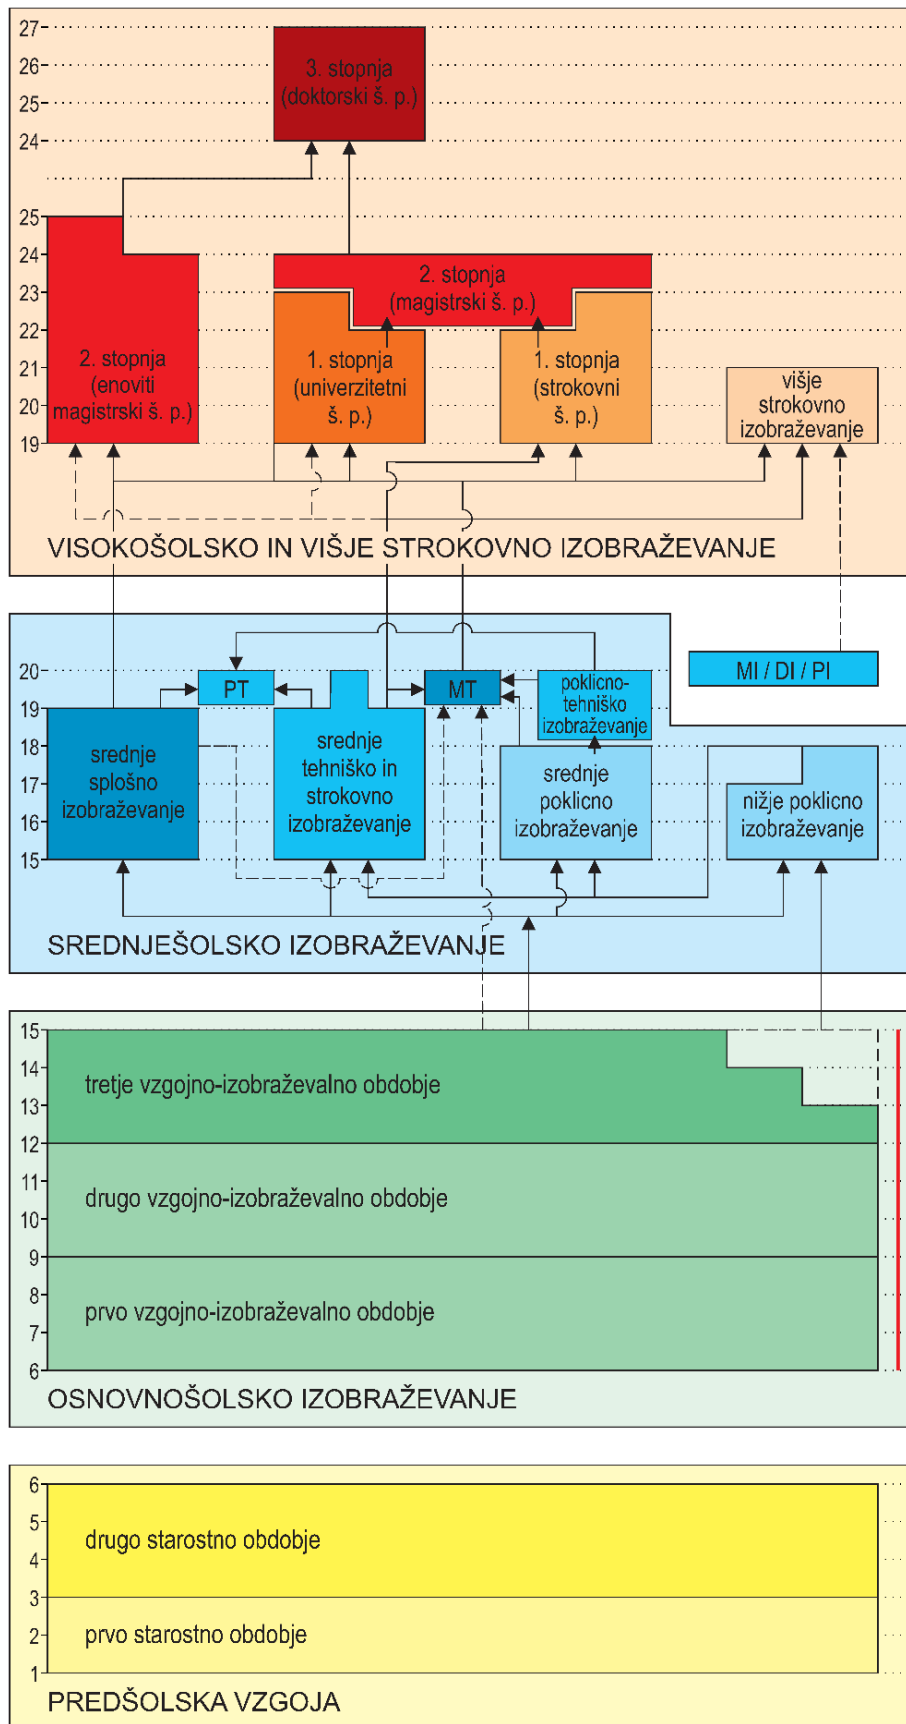 27
26
25
24
3. stopnja
(doktorski š. p.)
25
24
23
22
21
20
19
2. stopnja
(magistrski š. p.)
2. stopnja
(enoviti
magistrski š. p.)
1. stopnja
(univerzitetni
š. p.)
1. stopnja
(strokovni
š. p.)
višje
strokovno
izobraževanje
VISOKOŠOLSKO IN VIŠJE STROKOVNO IZOBRAŽEVANJE
MI / DI / PI
20
19
18
17
16
15
PT
MT
poklicno-
tehniško
izobraževanje
srednje
splošno
izobraževanje
srednje
tehniško in
strokovno
izobraževanje
srednje
poklicno
izobraževanje
nižje poklicno
izobraževanje
SREDNJEŠOLSKO IZOBRAŽEVANJE
15
14
13
12
11
10
9
8
7
6
tretje vzgojno-izobraževalno obdobje
drugo vzgojno-izobraževalno obdobje
prvo vzgojno-izobraževalno obdobje
OSNOVNOŠOLSKO IZOBRAŽEVANJE
6
5
4
3
2
1
drugo starostno obdobje
prvo starostno obdobje
PREDŠOLSKA VZGOJA